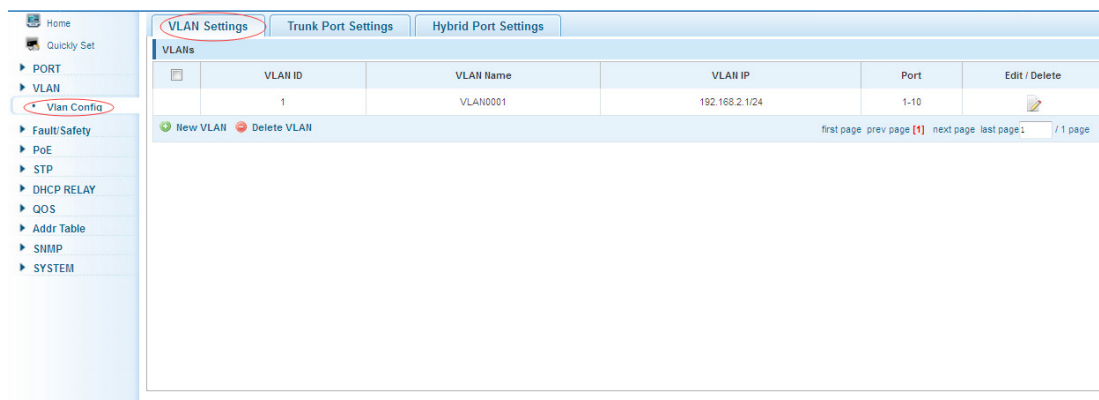 Home
Quickly Set
PORT
VLAN
Vlan Config
Fault/Safety
PoE
STP
DHCP RELAY
QOS
Addr Table
SNMP
SYSTEM
VLAN Settings Trunk Port Settings Hybrid Port Settings
VLANs
VLAN ID VLAN Name VLAN IP Port Edit / Delete
1 VLAN0001 192.168.2.1/24 1-10
New VLAN Delete VLAN first page prev page [1] next page last page 1 / 1 page